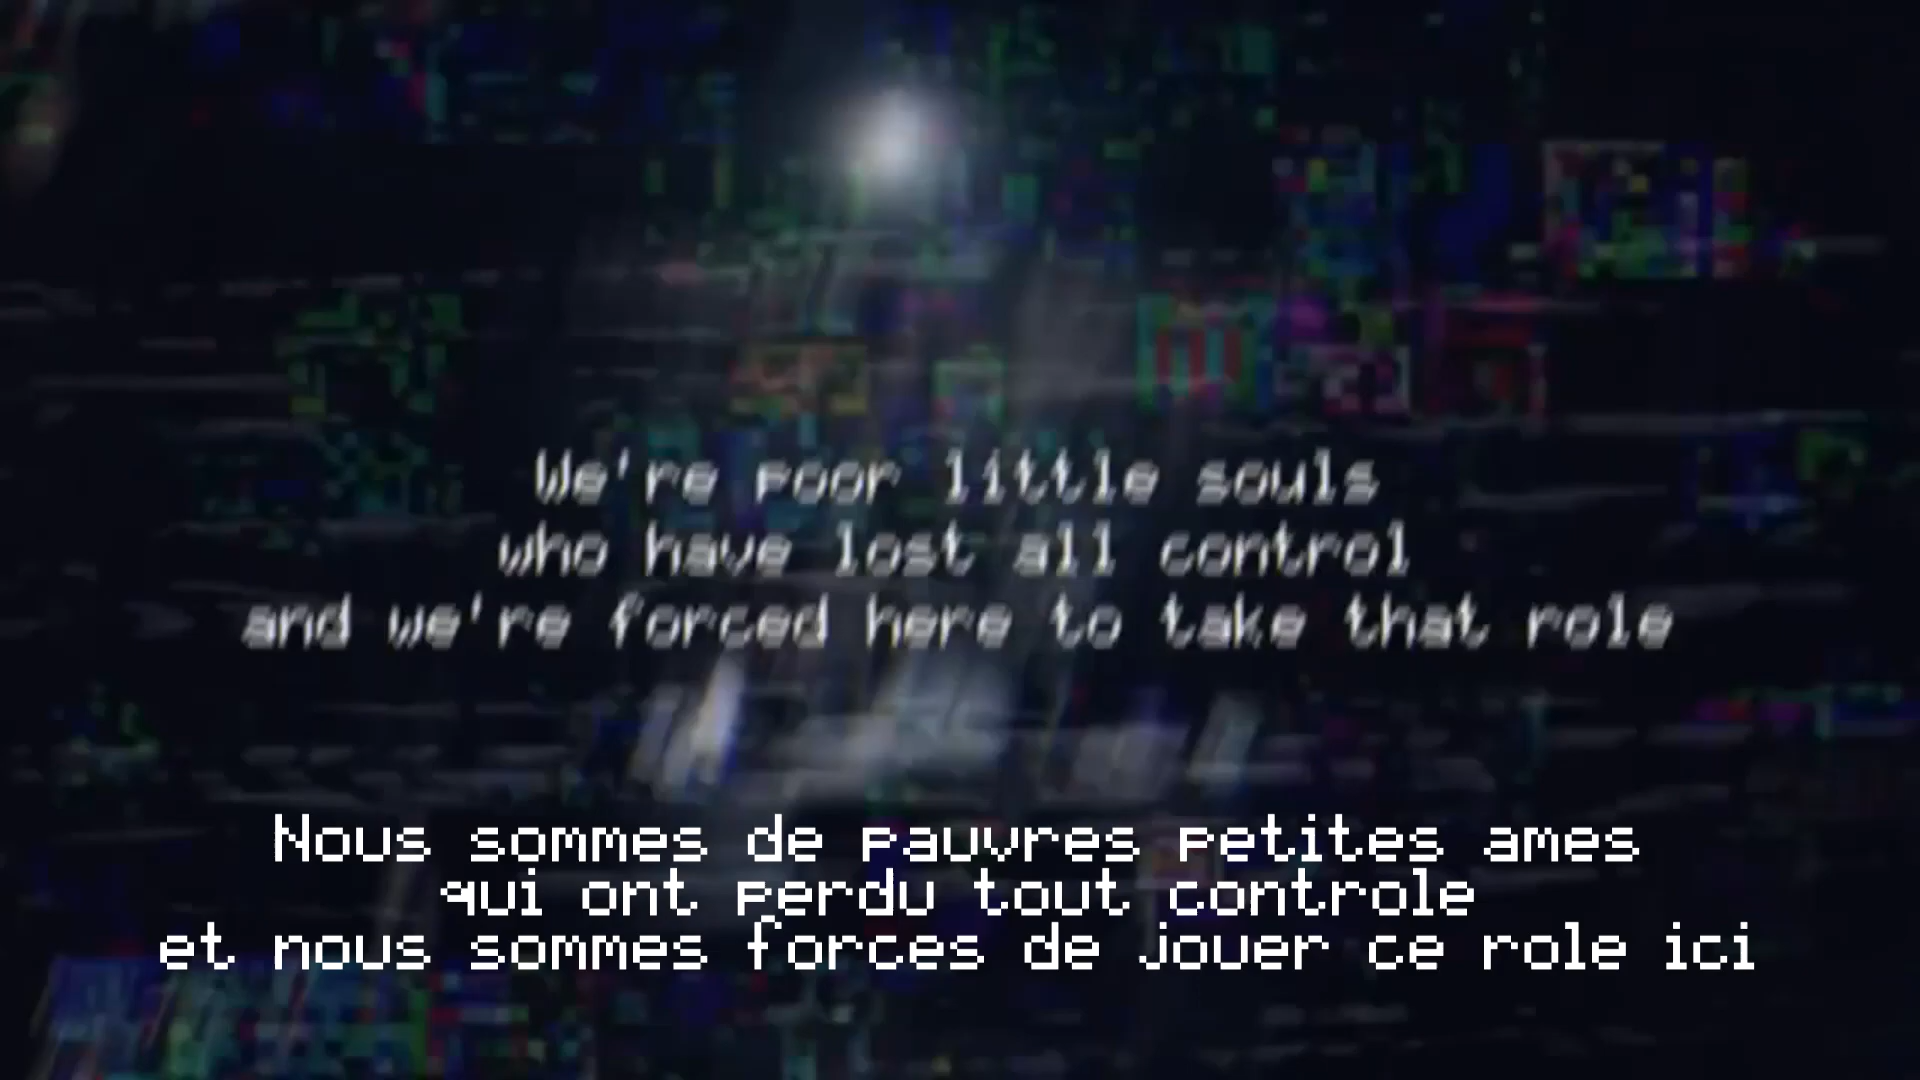 We're poor little souls
who have lost all control
and we're forced here to take that role
Nous sommes de pauvres petites ames
qui ont perdu tout controle
et nous sommes forces de jouer ce role ici